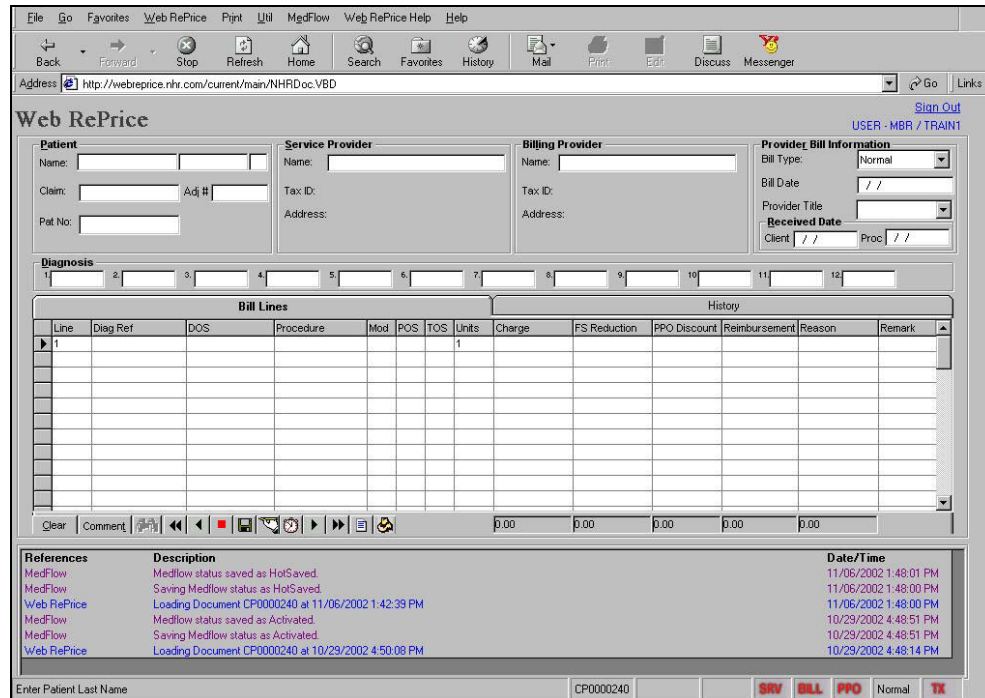 File Go Favorites Web RePrice Print Util MedFlow Web RePrice Help Help
Back Forward Stop Refresh Home Search Favorites History Mail Print Edit Discuss Messenger
Address http://webreprice.nhr.com/current/main/NHRDoc.VBD Go Links
Sign Out
Web RePrice
USER - MBR / TRAIN1
Patient Service Provider Billing Provider Provider Bill Information
Name: Name: Name: Bill Type: Normal
Claim: Adj # Tax ID: Tax ID: Bill Date / /
Pat No: Address: Address: Provider Title
Received Date
Client / / Proc / /
Diagnosis
1. 2. 3. 4. 5. 6. 7. 8. 9. 10. 11. 12.
Bill Lines History
Line Diag Ref DOS Procedure Mod POS TOS Units Charge FS Reduction PPO Discount Reimbursement Reason Remark
1 1
Clear Comment 0.00 0.00 0.00 0.00 0.00
References Description Date/Time
MedFlow Medflow status saved as HotSaved. 11/06/2002 1:48:01 PM
MedFlow Saving Medflow status as HotSaved. 11/06/2002 1:48:00 PM
Web RePrice Loading Document CP0000240 at 11/06/2002 1:42:39 PM 11/06/2002 1:48:00 PM
MedFlow Medflow status saved as Activated. 10/29/2002 4:48:51 PM
MedFlow Saving Medflow status as Activated. 10/29/2002 4:48:51 PM
Web RePrice Loading Document CP0000240 at 10/29/2002 4:50:08 PM 10/29/2002 4:48:14 PM
Enter Patient Last Name CP0000240 SRV BILL PPO Normal TX